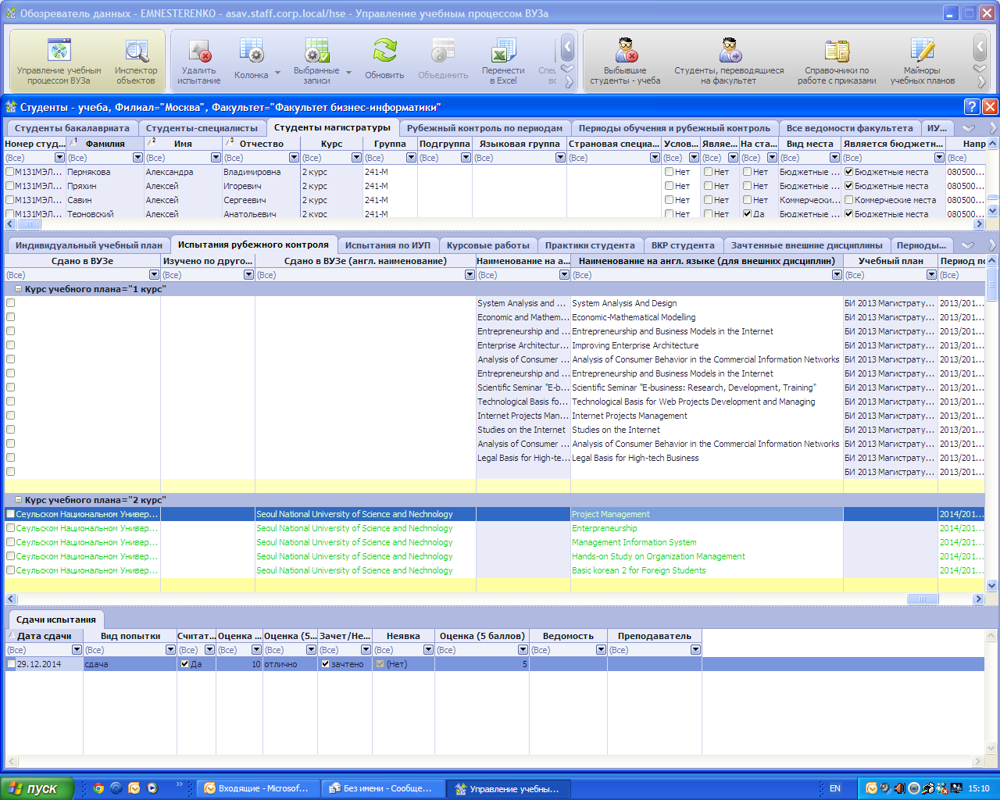 Обозреватель данных - EMNESTERENKO - asav.staff.corp.local/hse - Управление учебным процессом ВУЗа
Управление учебным процессом ВУЗа
Инспектор объектов
Удалить испытание
Колонка
Выбранные записи
Обновить
Объединить
Перенести в Excel
Выбывшие студенты - учеба
Студенты, переводящиеся на факультет
Справочники по работе с приказами
Майноры учебных планов
Студенты - учеба, Филиал="Москва", Факультет="Факультет бизнес-информатики"
Студенты бакалавриата Студенты-специалисты Студенты магистратуры Рубежный контроль по периодам Периоды обучения и рубежный контроль Все ведомости факультета ИУ...
Номер студ... 1 Фамилия 2 Имя 3 Отчество Курс Группа Подгруппа Языковая группа Страновая специа... Услов... Являе... На ста... Вид места Является бюджетн... Напр
(Все) (Все) (Все) (Все) (Все) (Все) (Все) (Все) (Все) (Все) (Все) (Все) (Все) (Все) (Все)
М131МЭЛ... Пермякова Александра Владимировна 2 курс 241-М Нет Нет Нет Бюджетные ... Бюджетные места 080500...
М131МЭЛ... Пряхин Алексей Игоревич 2 курс 241-М Нет Нет Нет Бюджетные ... Бюджетные места 080500...
М131МЭЛ... Савин Алексей Сергеевич 2 курс 241-М Нет Нет Нет Коммерчески... Коммерческие места 080500...
М131МЭЛ... Терновский Алексей Анатольевич 2 курс 241-М Нет Нет Да Бюджетные ... Бюджетные места 080500...
Индивидуальный учебный план Испытания рубежного контроля Испытания по ИУП Курсовые работы Практики студента ВКР студента Зачтенные внешние дисциплины Периоды...
Сдано в ВУЗе Изучено по друго... Сдано в ВУЗе (англ. наименование) Наименование на а... Наименование на англ. языке (для внешних дисциплин) Учебный план Период по
(Все) (Все) (Все) (Все) (Все) (Все) (Все)
Курс учебного плана="1 курс"
System Analysis and ... System Analysis And Design БИ 2013 Магистрату... 2013/201...
Economic and Mathem... Economic-Mathematical Modelling БИ 2013 Магистрату... 2013/201...
Entrepreneurship and ... Entrepreneurship and Business Models in the Internet БИ 2013 Магистрату... 2013/201...
Enterprise Architectur... Improving Enterprise Architecture БИ 2013 Магистрату... 2013/201...
Analysis of Consumer ... Analysis of Consumer Behavior in the Commercial Information Networks БИ 2013 Магистрату... 2013/201...
Entrepreneurship and ... Entrepreneurship and Business Models in the Internet БИ 2013 Магистрату... 2013/201...
Scientific Seminar "E-b... Scientific Seminar "E-business: Research, Development, Training" БИ 2013 Магистрату... 2013/201...
Technological Basis fo... Technological Basis for Web Projects Development and Managing БИ 2013 Магистрату... 2013/201...
Internet Projects Man... Internet Projects Management БИ 2013 Магистрату... 2013/201...
Studies on the Internet Studies on the Internet БИ 2013 Магистрату... 2013/201...
Analysis of Consumer ... Analysis of Consumer Behavior in the Commercial Information Networks БИ 2013 Магистрату... 2013/201...
Legal Basis for High-te... Legal Basis for High-tech Business БИ 2013 Магистрату... 2013/201...
БИ 2013 Магистрату... 2013/201...
Курс учебного плана="2 курс"
Сеульском Национальном Универ... Seoul National University of Science and Nechnology Project Management 2014/201...
Сеульском Национальном Универ... Seoul National University of Science and Nechnology Enterpreneurship 2014/201...
Сеульском Национальном Универ... Seoul National University of Science and Nechnology Management Information System 2014/201...
Сеульском Национальном Универ... Seoul National University of Science and Nechnology Hands-on Study on Organization Management 2014/201...
Сеульском Национальном Универ... Seoul National University of Science and Nechnology Basic korean 2 for Foreign Students 2014/201...
Сдачи испытания
Дата сдачи Вид попытки Считат... Оценка ... Оценка (5... Зачет/Не... Неявка Оценка (5 баллов) Ведомость Преподаватель
(Все) (Все) (Все) (Все) (Все) (Все) (Все) (Все) (Все) (Все)
29.12.2014 сдача Да 10 отлично зачтено (Нет) 5
пуск Входящие - Microsof... Без имени - Сообще... Управление учебны... EN 15:10